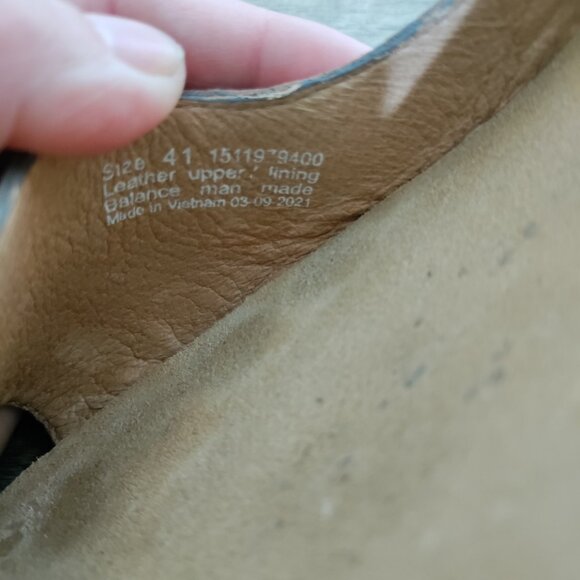 Size 41 1511979400
Leather upper / lining
Balance man made
Made in Vietnam 03-09-2021